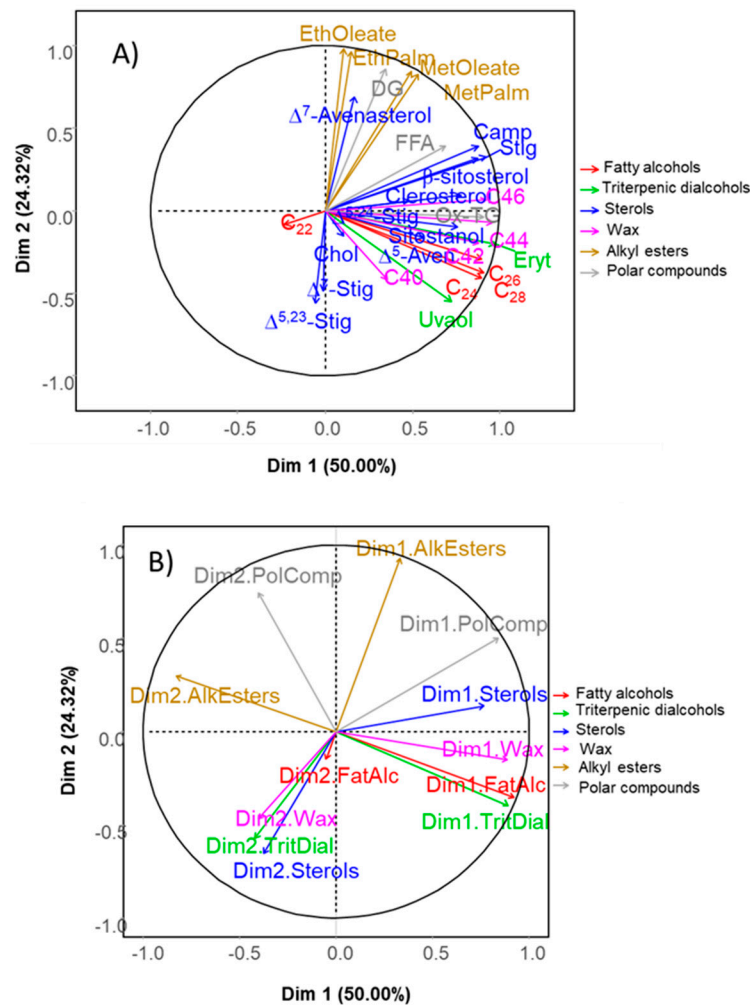 A)
1.0
0.5
0.0
-0.5
-1.0
Dim 2 (24.32%)
EthOleate
EthPalm
MetOleate
DG
MetPalm
Δ7-Avenasterol
FFA
Camp
Stig
β-sitosterol
Clerosterol
C46
-Stig
Ox-TG
C22
Sitostanol
C44
Chol
Δ5-Aven
C42
Eryt
C40
C26
Δ -Stig
C24
C28
Δ5,23-Stig
Uvaol
-1.0 -0.5 0.0 0.5 1.0
Dim 1 (50.00%)
Fatty alcohols
Triterpenic dialcohols
Sterols
Wax
Alkyl esters
Polar compounds
B)
1.0
0.5
0.0
-0.5
-1.0
Dim 2 (24.32%)
Dim1.AlkEsters
Dim2.PolComp
Dim1.PolComp
Dim2.AlkEsters
Dim1.Sterols
Dim1.Wax
Dim2.FatAlc
Dim1.FatAlc
Dim2.Wax
Dim1.TritDial
Dim2.TritDial
Dim2.Sterols
-1.0 -0.5 0.0 0.5 1.0
Dim 1 (50.00%)
Fatty alcohols
Triterpenic dialcohols
Sterols
Wax
Alkyl esters
Polar compounds